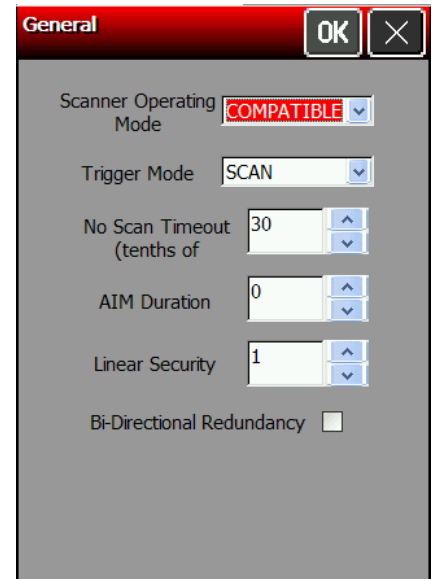 General
OK
Scanner Operating
Mode
COMPATIBLE
Trigger Mode
SCAN
No Scan Timeout
(tenths of
30
AIM Duration
0
Linear Security
1
Bi-Directional Redundancy